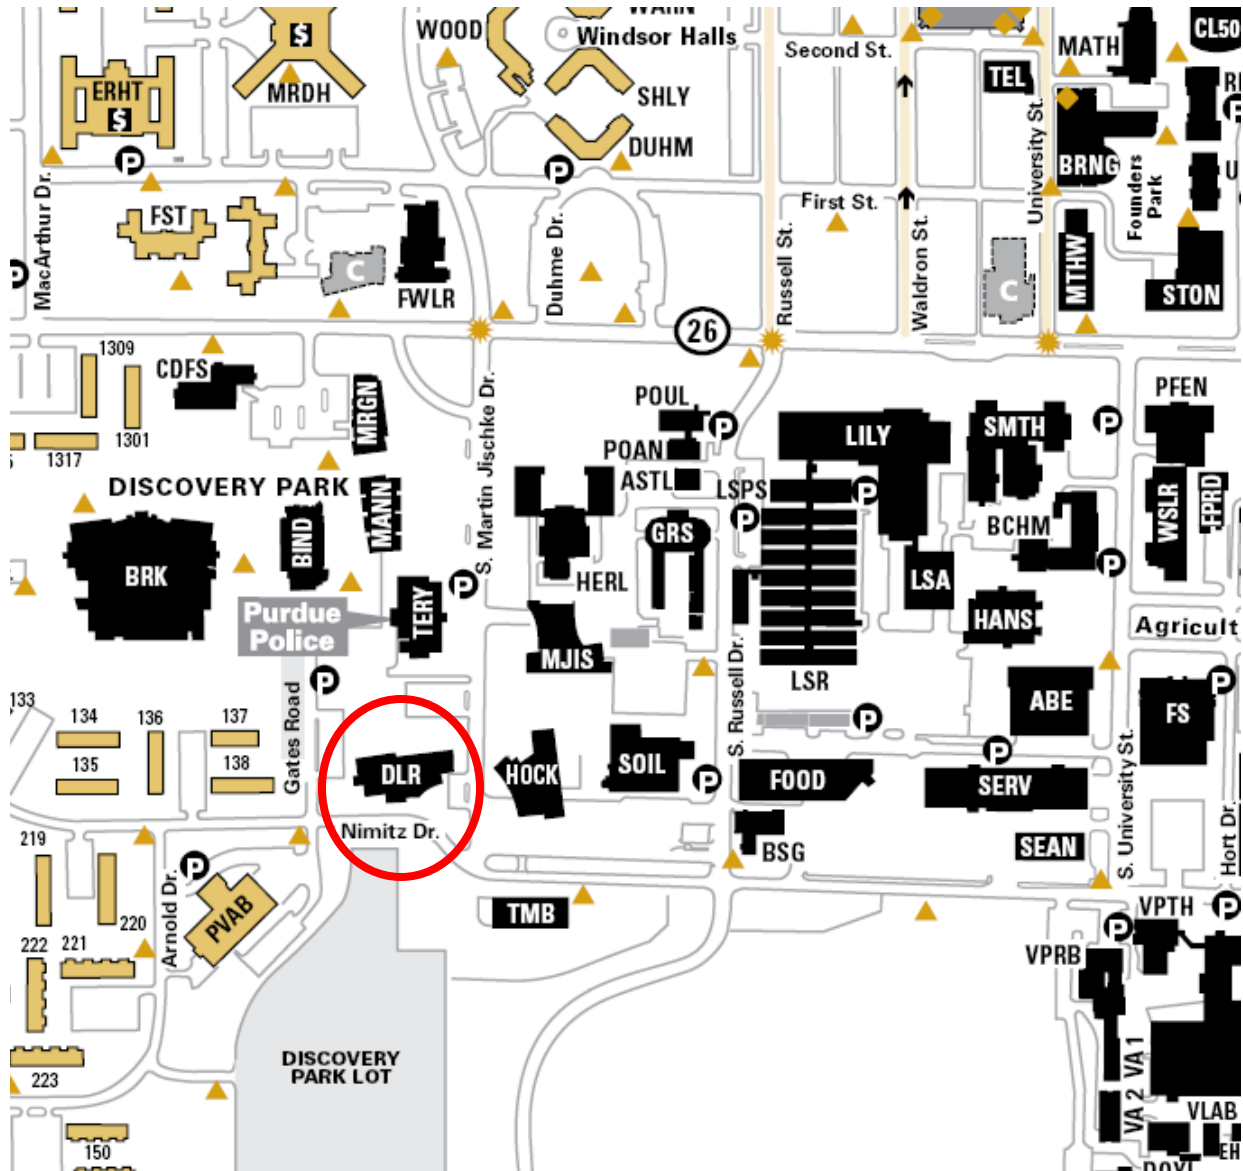 WOOD
Windsor Halls
Second St.
MATH
$
ERHT
$
MRDH
SHLY
DUHM
TEL
P
P
P
BRNG
University St.
Founders
Park
MacArthur Dr.
FST
First St.
C
FWLR
Duhme Dr.
Russell St.
Waldron St.
C
MTHW
STON
P
26
1309
CDFS
1301
1317
MRGN
S. Martin Jischke Dr.
POUL
P
POAN
ASTL
LILY
SMTH
P
PFEN
DISCOVERY PARK
MANN
BIND
BRK
LSPS
P
P
GRS
BCHM
WSLR
FPRD
HERL
LSA
P
Purdue
Police
TERY
P
MJIS
HANS
Agricult
LSR
S. Russell Dr.
P
ABE
FS
P
133
134
136
137
135
138
Gates Road
DLR
HOCK
SOIL
P
P
FOOD
P
SERV
S. University St.
Nimitz Dr.
BSG
SEAN
Hort Dr.
219
220
Arnold Dr.
P
PVAB
TMB
222
221
VPTH
P
P
VPRB
223
DISCOVERY
PARK LOT
VA 1
VA 2
VLAB
150